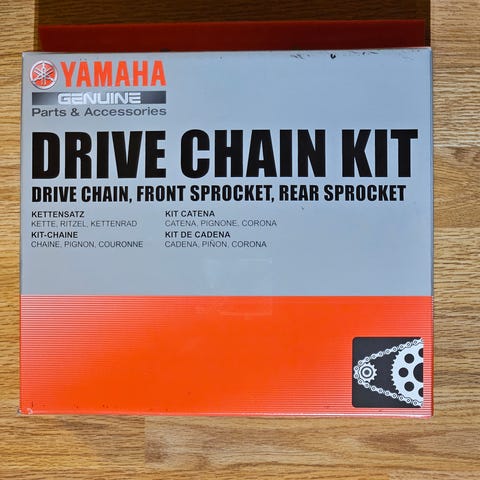 YAMAHA
GENUINE
Parts & Accessories
DRIVE CHAIN KIT
DRIVE CHAIN, FRONT SPROCKET, REAR SPROCKET
KETTENSATZ
KETTE, RITZEL, KETTENRAD
KIT-CHAINE
CHAINE, PIGNON, COURONNE
KIT CATENA
CATENA, PIGNONE, CORONA
KIT DE CADENA
CADENA, PIÑON, CORONA